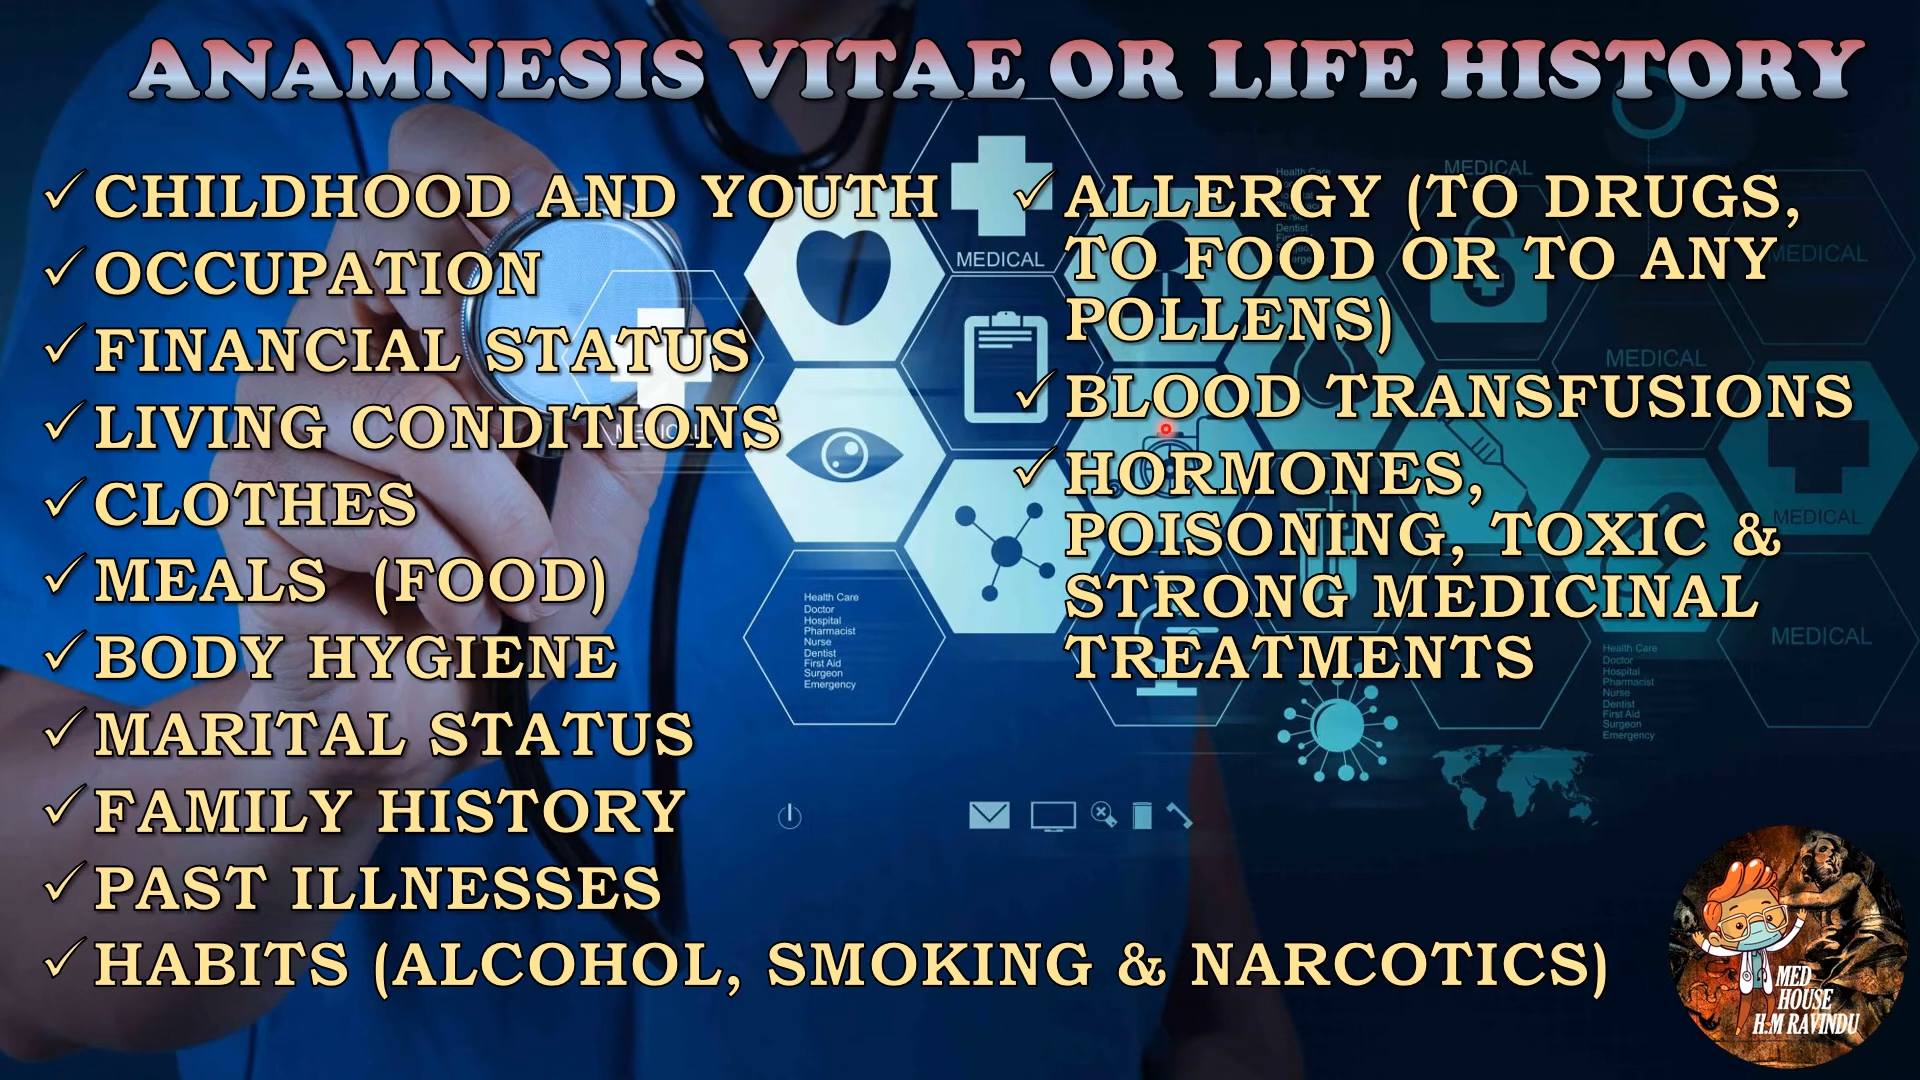 ANAMNESIS VITAE OR LIFE HISTORY
✓ CHILDHOOD AND YOUTH
✓ OCCUPATION
✓ FINANCIAL STATUS
✓ LIVING CONDITIONS
✓ CLOTHES
✓ MEALS (FOOD)
✓ BODY HYGIENE
✓ MARITAL STATUS
✓ FAMILY HISTORY
✓ PAST ILLNESSES
✓ HABITS (ALCOHOL, SMOKING & NARCOTICS)
✓ ALLERGY (TO DRUGS,
TO FOOD OR TO ANY
POLLENS)
✓ BLOOD TRANSFUSIONS
✓ HORMONES,
POISONING, TOXIC &
STRONG MEDICINAL
TREATMENTS
MEDICAL
MEDICAL
MEDICAL
MEDICAL
MEDICAL
MEDICAL
MEDICAL
Health Care
Doctor
Hospital
Pharmacist
Nurse
Dentist
First Aid
Surgeon
Emergency
Health Care
Doctor
Hospital
Pharmacist
Nurse
Dentist
First Aid
Surgeon
Emergency
Health Care
Dentist
MED
HOUSE
H.M RAVINDU